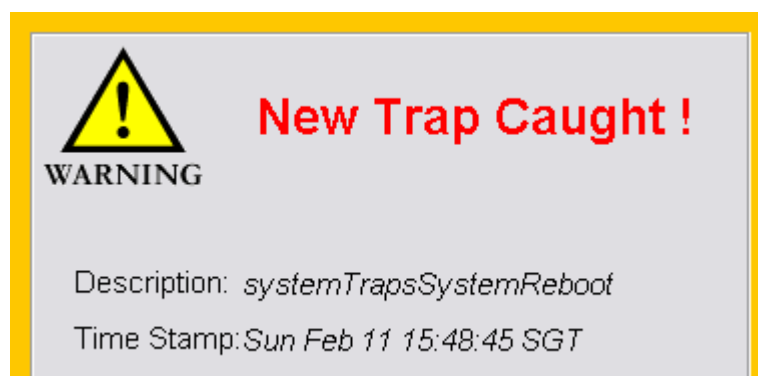 New Trap Caught !
WARNING
Description: systemTrapsSystemReboot
Time Stamp: Sun Feb 11 15:48:45 SGT